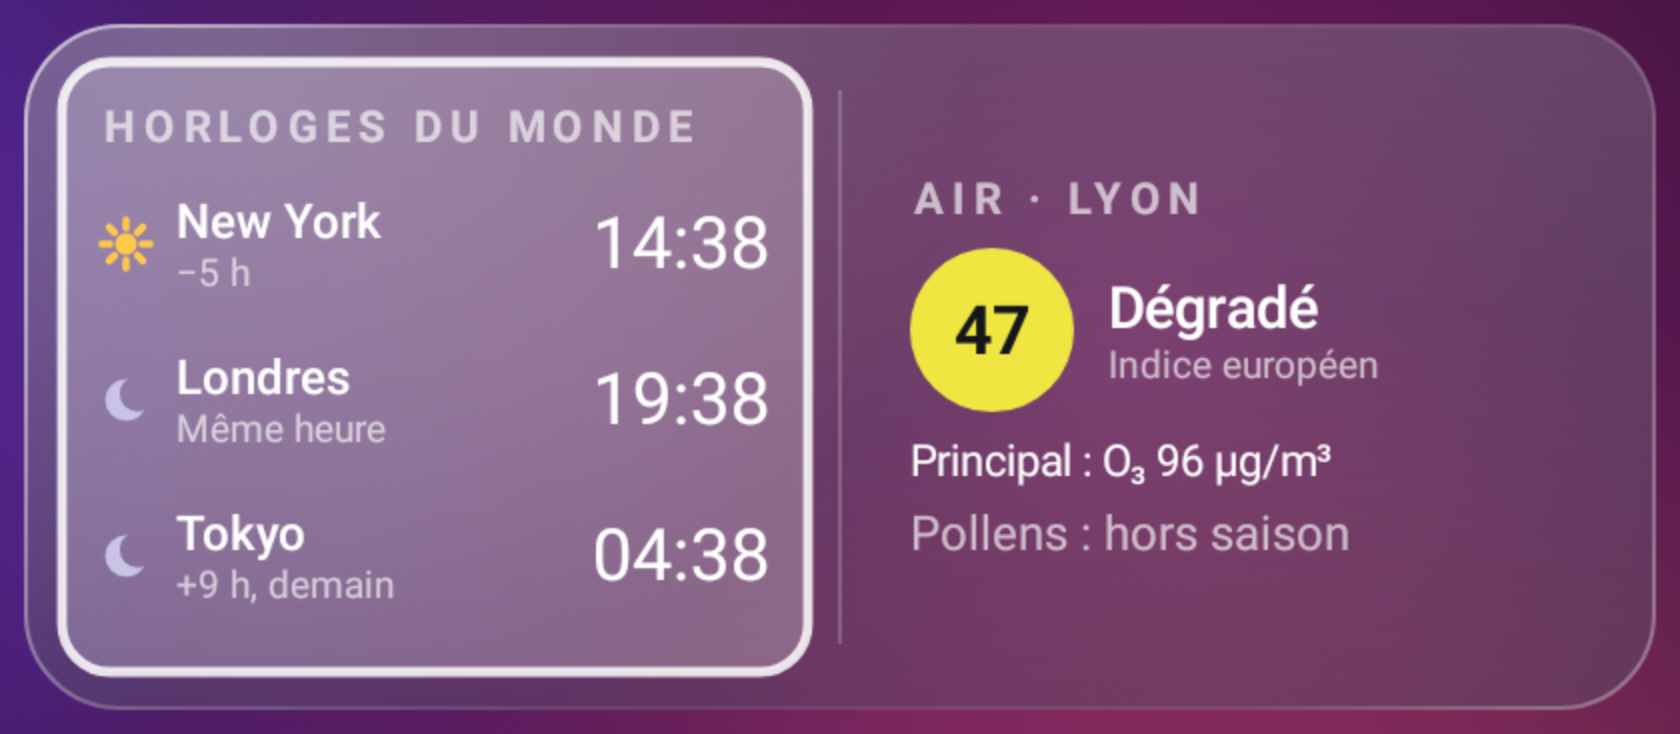 HORLOGES DU MONDE
New York
14:38
−5 h
Londres
19:38
Même heure
Tokyo
04:38
+9 h, demain
AIR · LYON
47
Dégradé
Indice européen
Principal : O₃ 96 µg/m³
Pollens : hors saison